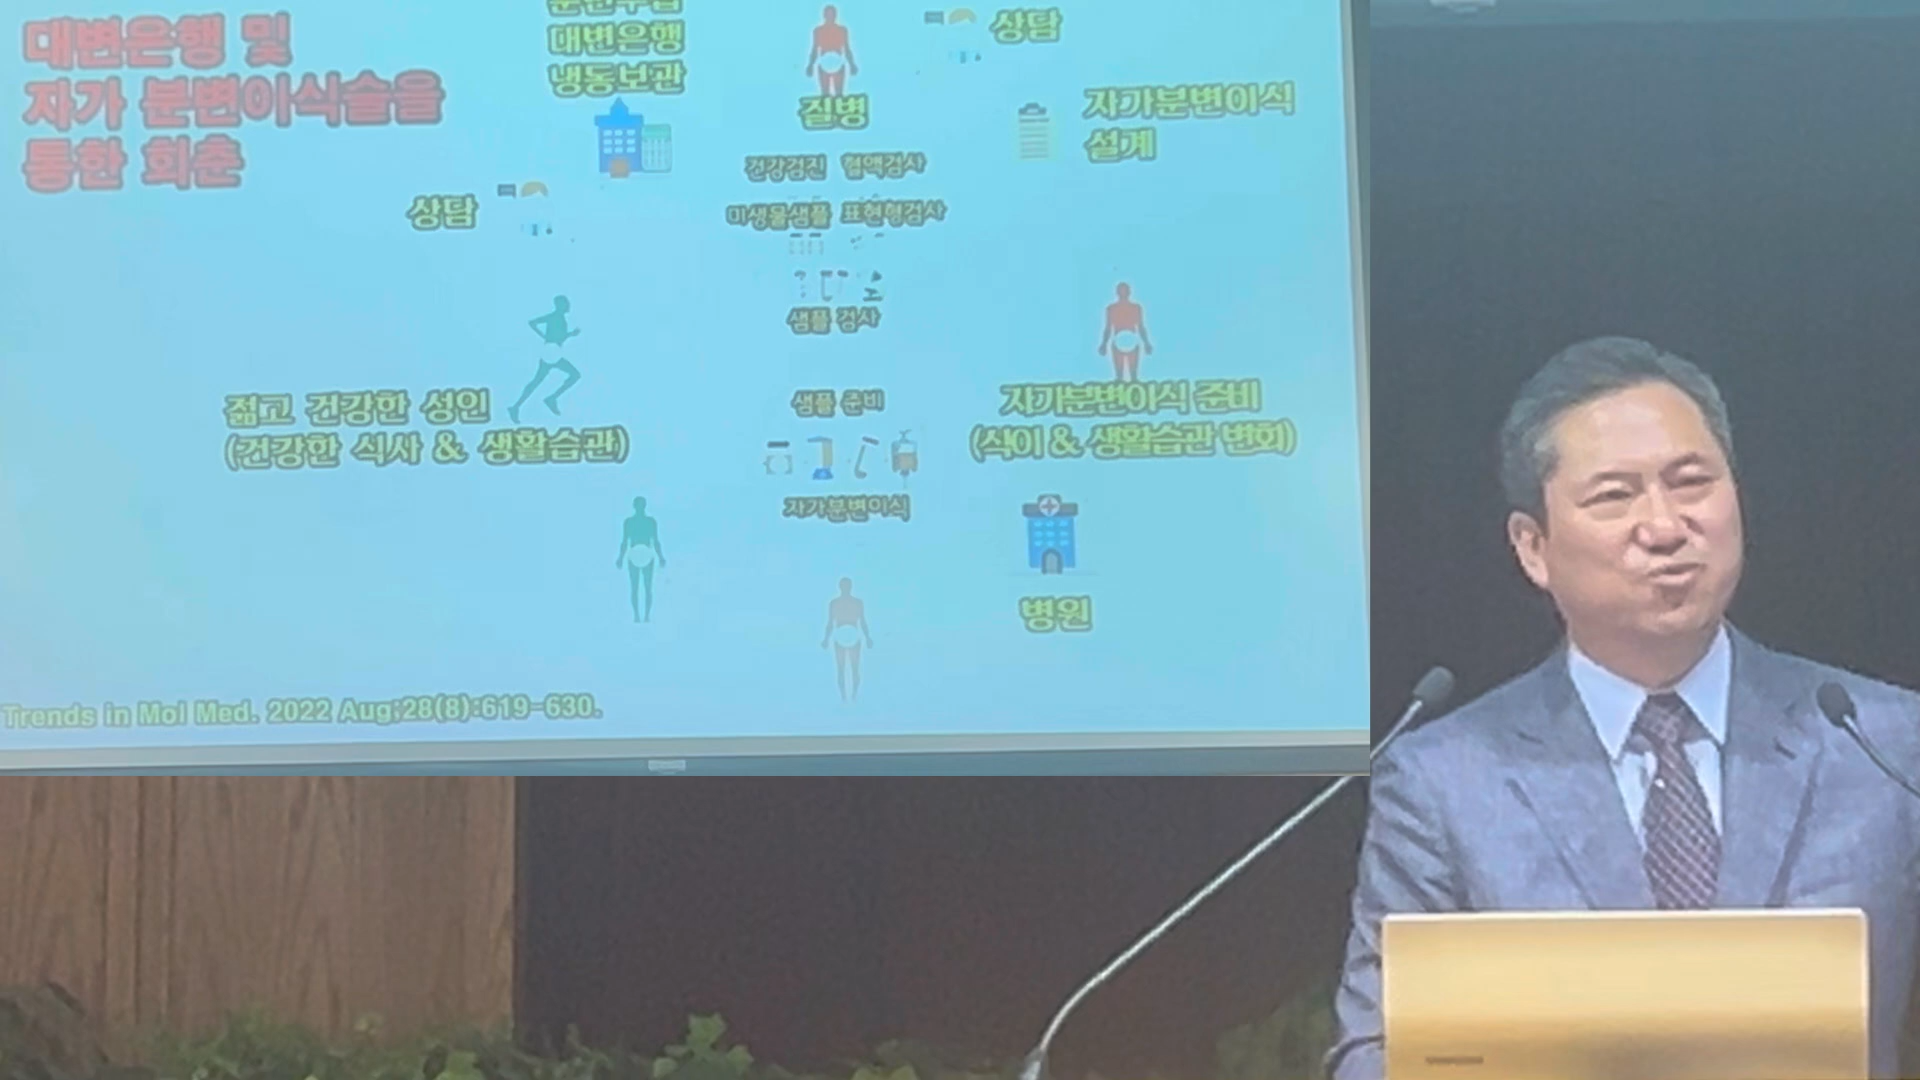 대변은행 및
자가 분변이식술을
통한 회춘
대변은행
냉동보관
질병
상담
자가분변이식
설계
건강검진 혈액검사
미생물샘플 표현형검사
샘플 검사
상담
젊고 건강한 성인
(건강한 식사 & 생활습관)
샘플 준비
자가분변이식
자가분변이식 준비
(식이 & 생활습관 변화)
병원
Trends in Mol Med. 2022 Aug;28(8):619-630.